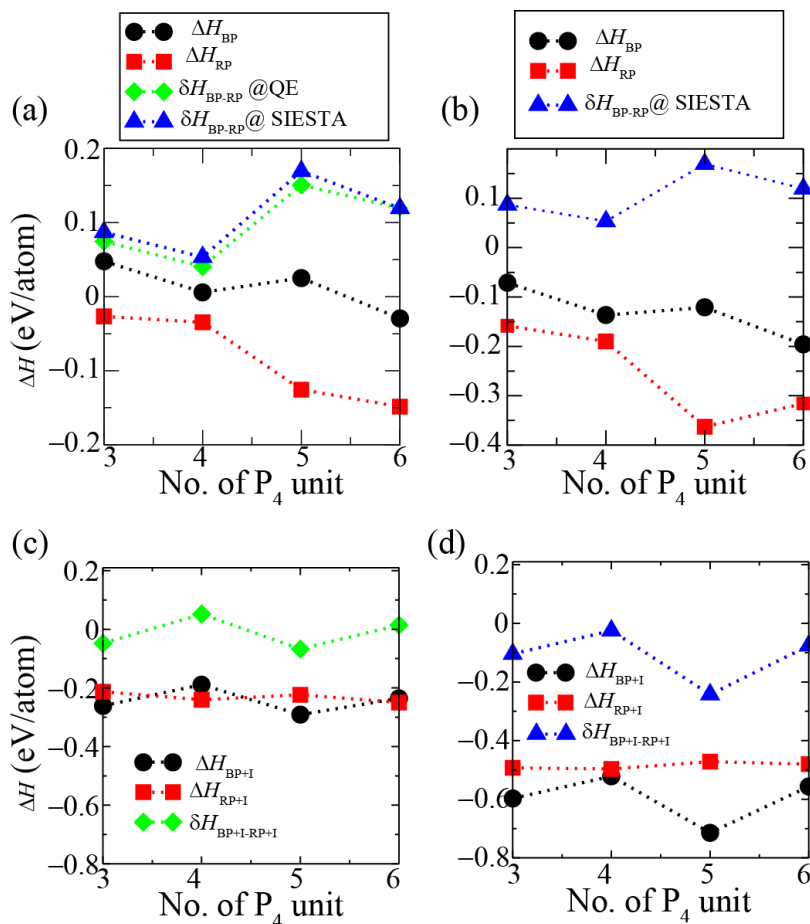 ΔH_BP
ΔH_RP
δH_BP-RP @QE
δH_BP-RP@ SIESTA
(a)
0.2
0.1
0
−0.1
−0.2
ΔH (eV/atom)
3 4 5 6
No. of P₄ unit
ΔH_BP
ΔH_RP
δH_BP-RP@ SIESTA
(b)
0.1
0
−0.1
−0.2
−0.3
−0.4
3 4 5 6
No. of P₄ unit
(c)
0.2
0
−0.2
−0.4
−0.6
−0.8
ΔH (eV/atom)
ΔH_BP+I
ΔH_RP+I
δH_BP+I-RP+I
3 4 5 6
No. of P₄ unit
(d)
0.2
0
−0.2
−0.4
−0.6
−0.8
ΔH_BP+I
ΔH_RP+I
δH_BP+I-RP+I
3 4 5 6
No. of P₄ unit